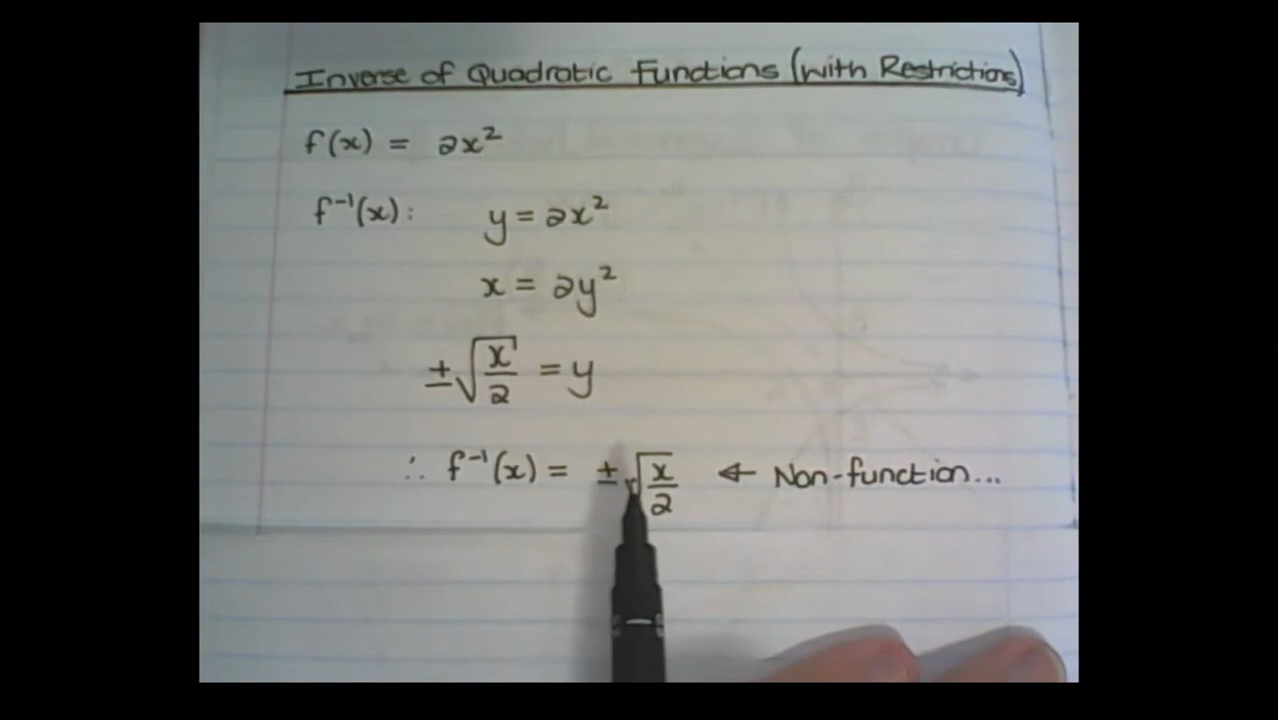 Inverse of Quadratic Functions (with Restrictions)
f(x) = 2x²
f⁻¹(x): y = 2x²
x = 2y²
±√(x/2) = y
∴ f⁻¹(x) = ±√(x/2) ← Non-function...